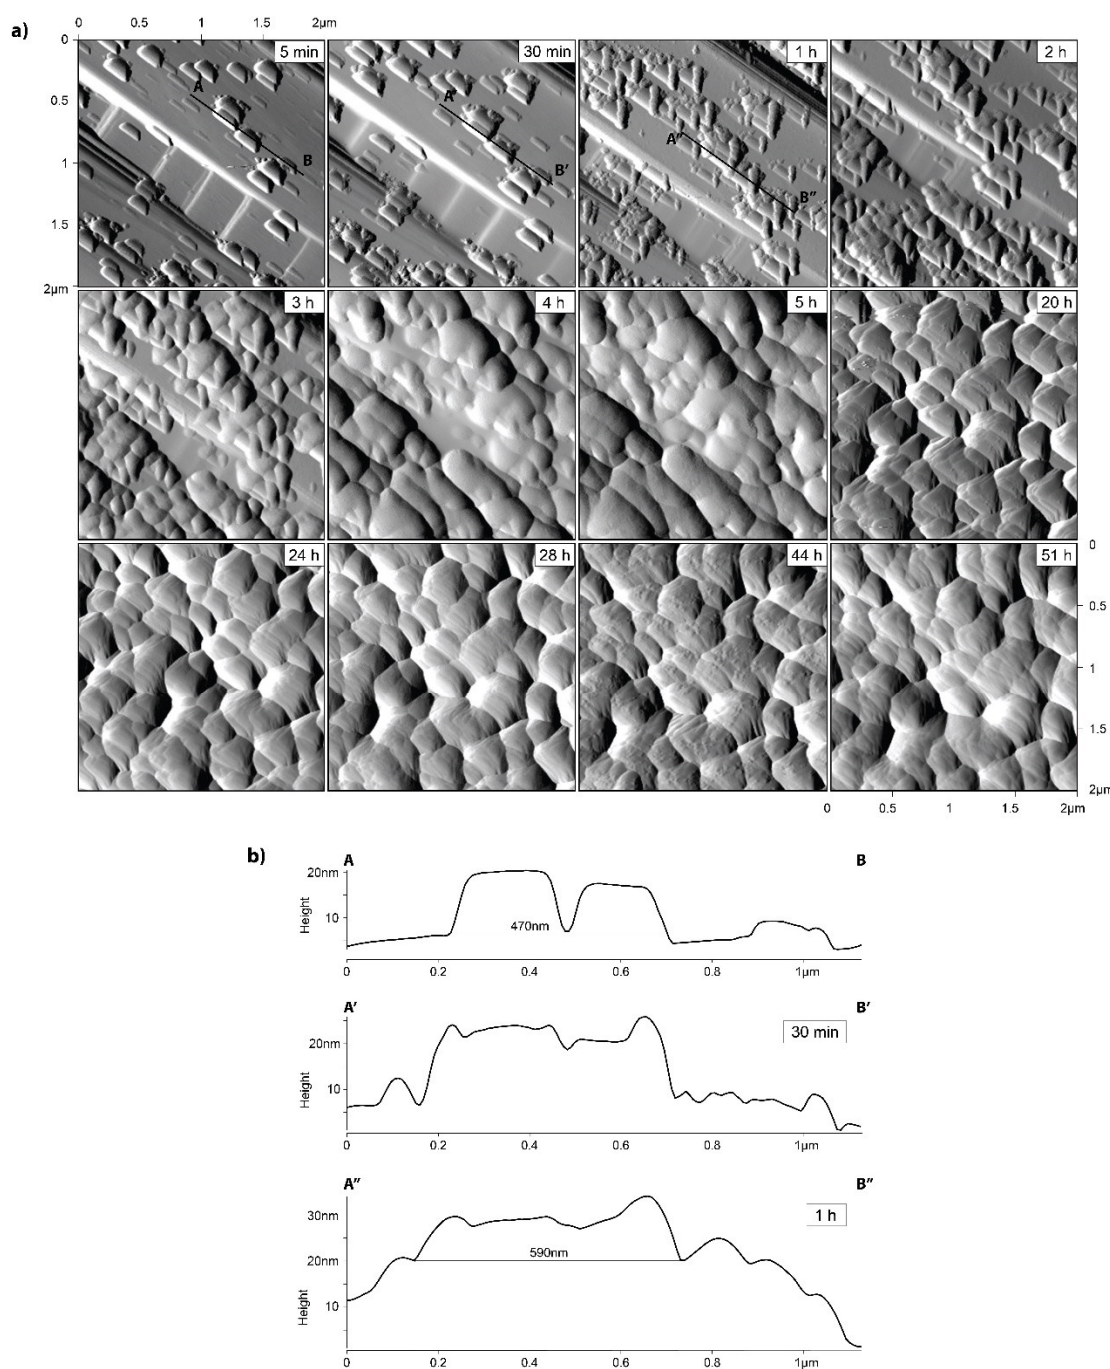 0 0.5 1 1.5 2µm
a)
0 5 min 30 min 1 h 2 h
A A' A"
0.5
1 B B' B"
1.5
2µm
3 h 4 h 5 h 20 h
24 h 28 h 44 h 51 h
0
0.5
1
1.5
2µm
0 0.5 1 1.5 2µm
b)
A B
20nm
10
Height
470nm
0 0.2 0.4 0.6 0.8 1µm
A' B'
30 min
20nm
10
Height
0 0.2 0.4 0.6 0.8 1µm
A" B"
1 h
30nm
20nm
10
Height
590nm
0 0.2 0.4 0.6 0.8 1µm